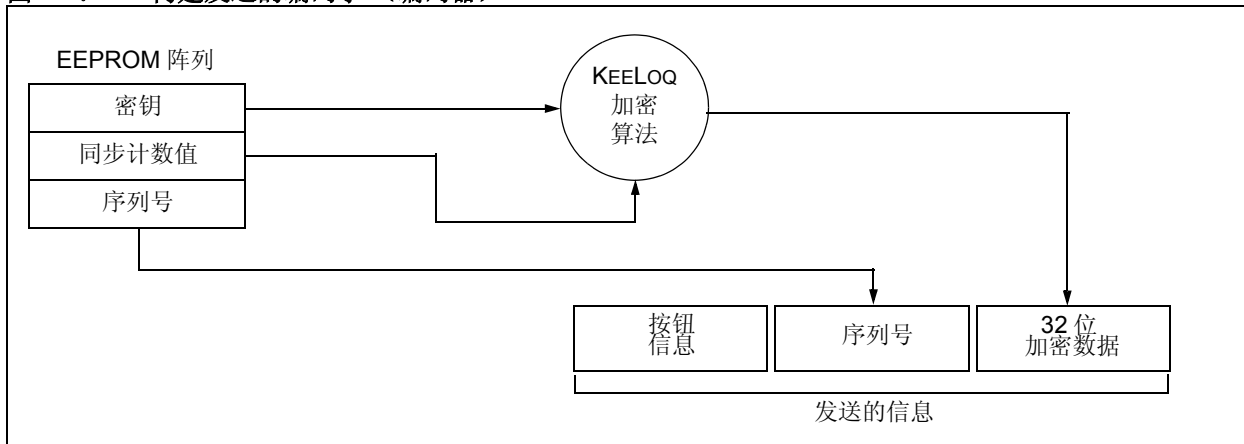 EEPROM 阵列
密钥
同步计数值
序列号
KEELOQ
加密
算法
按钮
信息
序列号
32 位
加密数据
发送的信息